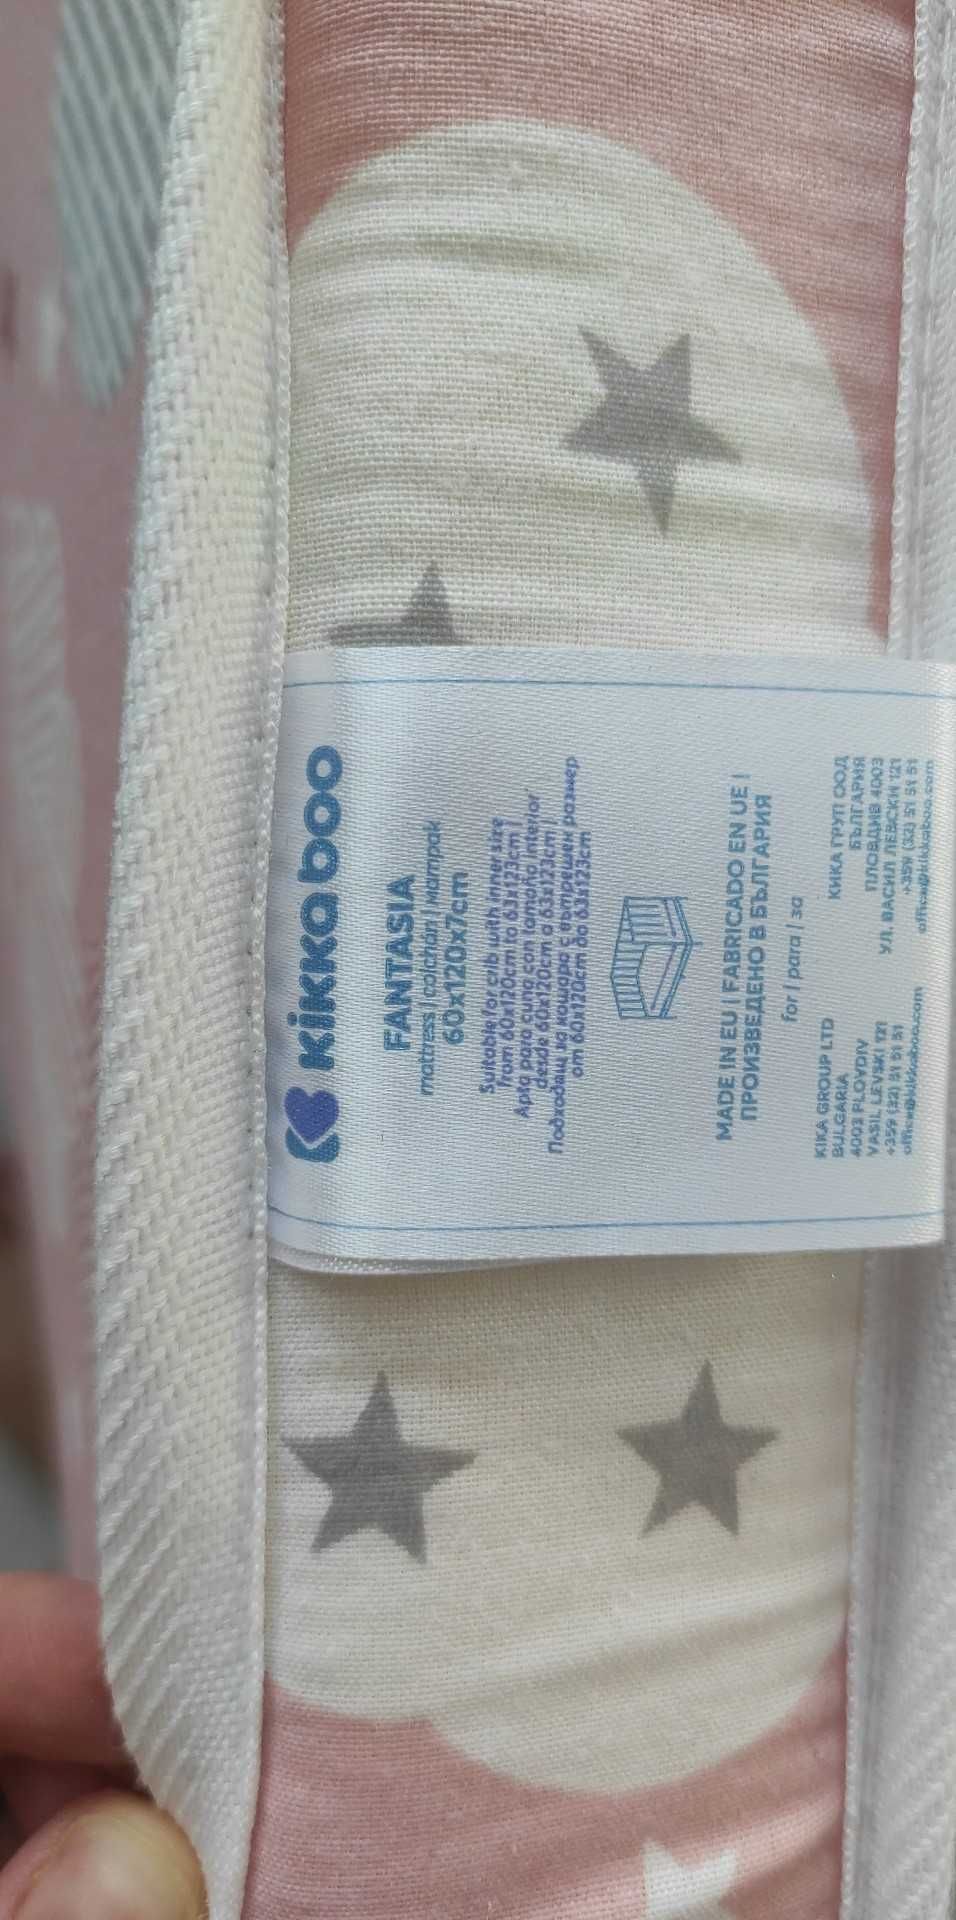 kikkaboo
FANTASIA
mattress | colchon | матрак
60x120x7cm
Suitable for crib with inner size
from 60x120cm to 63x123cm |
Apta para cuna con tamaño interior
desde 60x120cm a 63x123cm |
Подходящ за кошара с вътрешен размер
от 60x120cm до 63x123cm
MADE IN EU | FABRICADO EN UE |
ПРОИЗВЕДЕНО В БЪЛГАРИЯ
for | para | за
KIKA GROUP LTD
BULGARIA
4003 PLOVDIV
VASIL LEVSKI 121
+359 (32) 51 51 51
office@kikkaboo.com
КИКА ГРУП ООД
БЪЛГАРИЯ
ПЛОВДИВ 4003
УЛ. ВАСИЛ ЛЕВСКИ 121
+359 (32) 51 51 51
office@kikkaboo.com